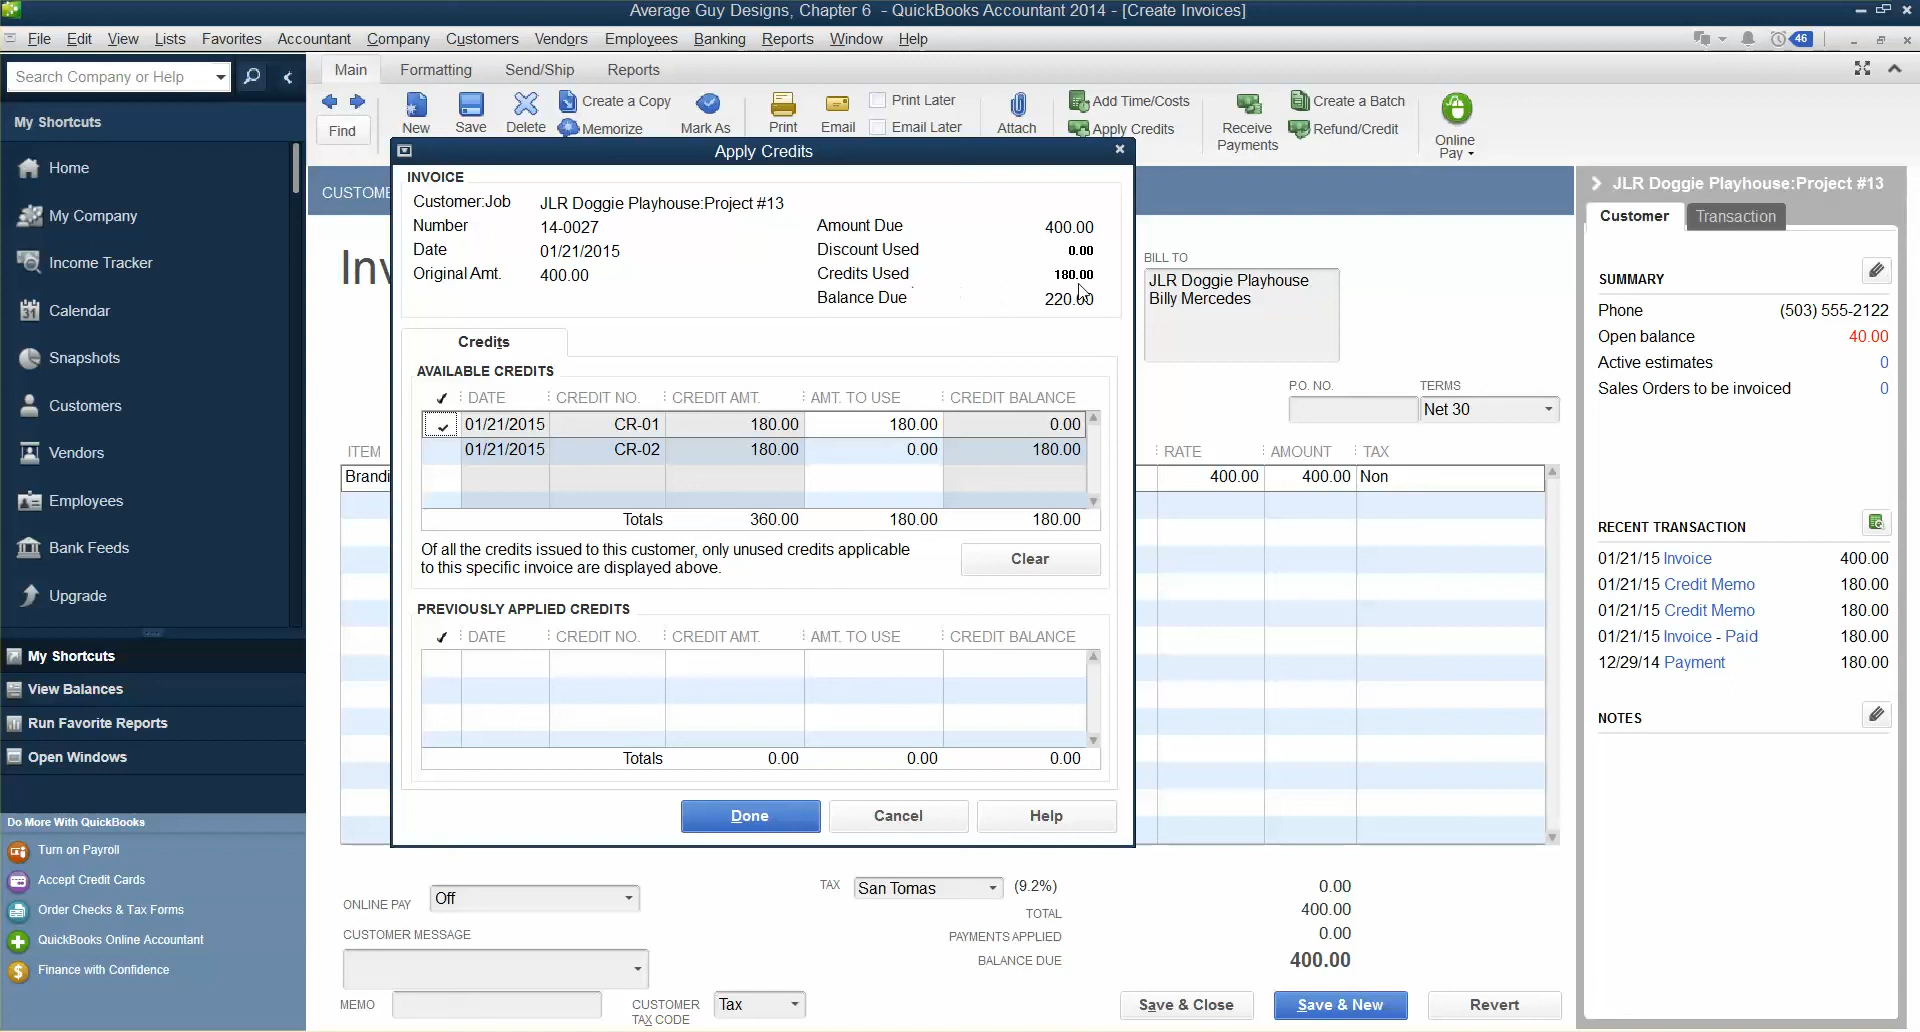 Average Guy Designs, Chapter 6 - QuickBooks Accountant 2014 - [Create Invoices]
File Edit View Lists Favorites Accountant Company Customers Vendors Employees Banking Reports Window Help
46
Search Company or Help
Main Formatting Send/Ship Reports
Find
New
Save
Delete
Create a Copy
Memorize
Mark As
Print
Email
Print Later
Email Later
Attach
Add Time/Costs
Apply Credits
Receive
Payments
Create a Batch
Refund/Credit
Online
Pay
My Shortcuts
Home
My Company
Income Tracker
31 Calendar
Snapshots
Customers
Vendors
Employees
Bank Feeds
Upgrade
My Shortcuts
View Balances
Run Favorite Reports
Open Windows
Do More With QuickBooks
Turn on Payroll
Accept Credit Cards
Order Checks & Tax Forms
QuickBooks Online Accountant
Finance with Confidence
CUSTOME
Inv
ITEM
Brandi
Apply Credits
INVOICE
Customer:Job JLR Doggie Playhouse:Project #13
Number 14-0027 Amount Due 400.00
Date 01/21/2015 Discount Used 0.00
Original Amt. 400.00 Credits Used 180.00
Balance Due 220.00
Credits
AVAILABLE CREDITS
✓ DATE CREDIT NO. CREDIT AMT. AMT. TO USE CREDIT BALANCE
✓ 01/21/2015 CR-01 180.00 180.00 0.00
01/21/2015 CR-02 180.00 0.00 180.00
Totals 360.00 180.00 180.00
Of all the credits issued to this customer, only unused credits applicable
to this specific invoice are displayed above.
Clear
PREVIOUSLY APPLIED CREDITS
✓ DATE CREDIT NO. CREDIT AMT. AMT. TO USE CREDIT BALANCE
Totals 0.00 0.00 0.00
Done Cancel Help
BILL TO
JLR Doggie Playhouse
Billy Mercedes
P.O. NO. TERMS
Net 30
RATE AMOUNT TAX
400.00 400.00 Non
ONLINE PAY Off
CUSTOMER MESSAGE
MEMO
CUSTOMER
TAX CODE
Tax
TAX San Tomas (9.2%) 0.00
TOTAL 400.00
PAYMENTS APPLIED 0.00
BALANCE DUE 400.00
Save & Close Save & New Revert
JLR Doggie Playhouse:Project #13
Customer Transaction
SUMMARY
Phone (503) 555-2122
Open balance 40.00
Active estimates 0
Sales Orders to be invoiced 0
RECENT TRANSACTION
01/21/15 Invoice 400.00
01/21/15 Credit Memo 180.00
01/21/15 Credit Memo 180.00
01/21/15 Invoice - Paid 180.00
12/29/14 Payment 180.00
NOTES